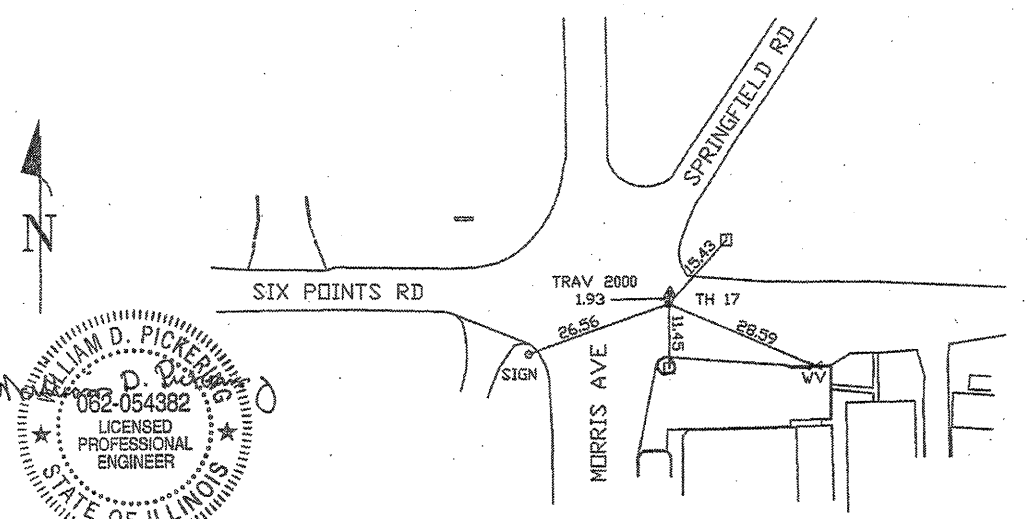 SPRINGFIELD RD
N
15.43
TRAV 2000
1.93
TH 17
SIX POINTS RD
26.56
11.45
28.59
SIGN
WV
MORRIS AVE
WILLIAM D. PICKERING
062-054382
LICENSED
PROFESSIONAL
ENGINEER
STATE OF ILLINOIS